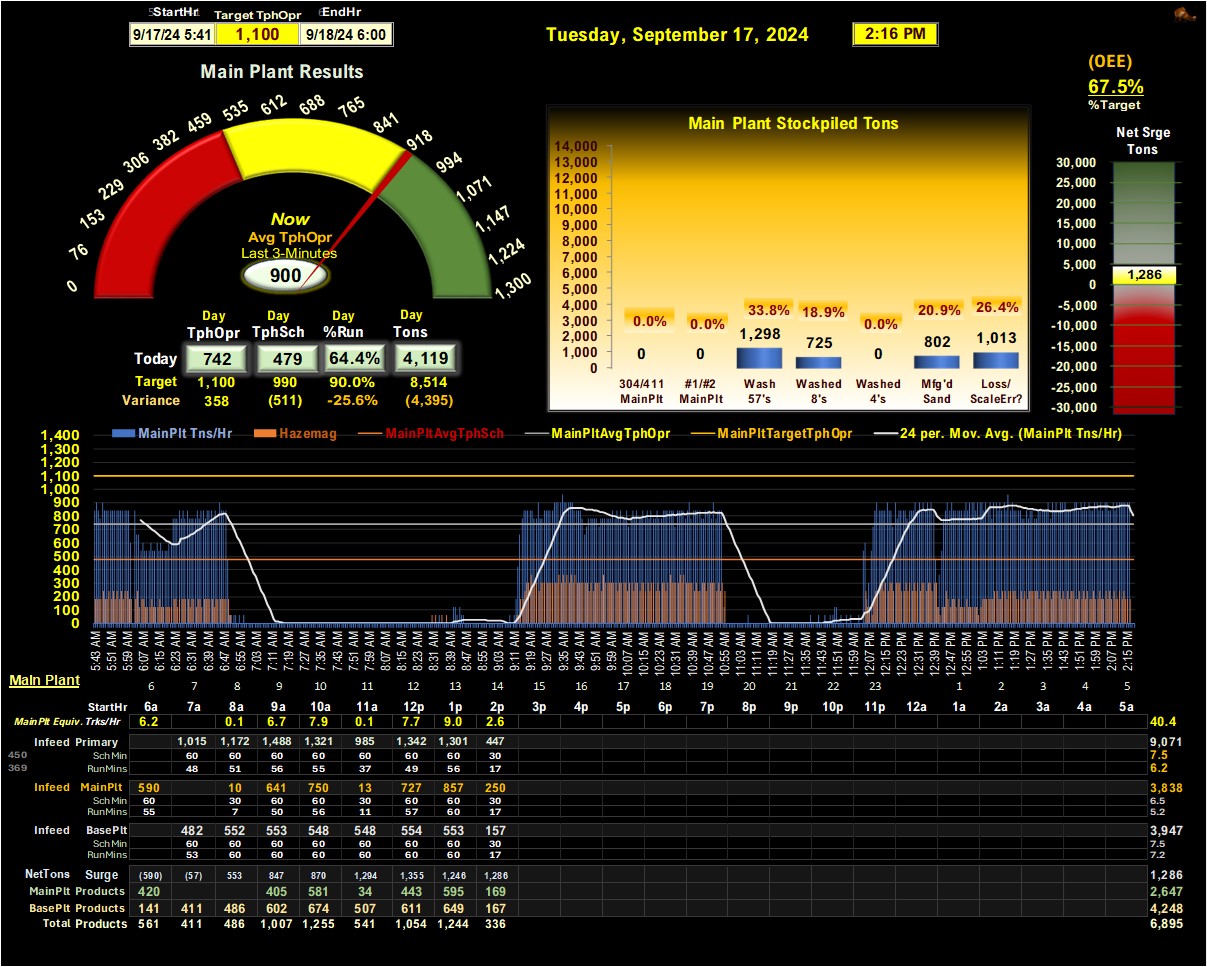 StartHr Target TphOpr EndHr
9/17/24 5:41 1,100 9/18/24 6:00
Tuesday, September 17, 2024 2:16 PM
Main Plant Results
0 76 153 229 306 382 459 535 612 688 765 841 918 994 1,071 1,147 1,224 1,300
Now
Avg TphOpr
Last 3-Minutes
900
Day Day Day Day
TphOpr TphSch %Run Tons
Today 742 479 64.4% 4,119
Target 1,100 990 90.0% 8,514
Variance 358 (511) -25.6% (4,395)
Main Plant Stockpiled Tons
14,000
13,000
12,000
11,000
10,000
9,000
8,000
7,000
6,000
5,000
4,000
3,000
2,000
1,000
0
0.0% 0.0% 33.8% 18.9% 0.0% 20.9% 26.4%
0 0 1,298 725 0 802 1,013
304/411 #1/#2 Wash Washed Washed Mfg'd Loss/
MainPlt MainPlt 57's 8's 4's Sand ScaleErr?
(OEE)
67.5%
%Target
Net Srge
Tons
30,000
25,000
20,000
15,000
10,000
5,000
0
-5,000
-10,000
-15,000
-20,000
-25,000
-30,000
1,286
MainPlt Tns/Hr Hazemag MainPltAvgTphSch MainPltAvgTphOpr MainPltTargetTphOpr 24 per. Mov. Avg. (MainPlt Tns/Hr)
1,400
1,300
1,200
1,100
1,000
900
800
700
600
500
400
300
200
100
0
5:43 AM 5:51 AM 5:59 AM 6:07 AM 6:15 AM 6:23 AM 6:31 AM 6:39 AM 6:47 AM 6:55 AM 7:03 AM 7:11 AM 7:19 AM 7:27 AM 7:35 AM 7:43 AM 7:51 AM 7:59 AM 8:07 AM 8:15 AM 8:23 AM 8:31 AM 8:39 AM 8:47 AM 8:55 AM 9:03 AM 9:11 AM 9:19 AM 9:27 AM 9:35 AM 9:43 AM 9:51 AM 9:59 AM 10:07 AM 10:15 AM 10:23 AM 10:31 AM 10:39 AM 10:47 AM 10:55 AM 11:03 AM 11:11 AM 11:19 AM 11:27 AM 11:35 AM 11:43 AM 11:51 AM 11:59 AM 12:07 PM 12:15 PM 12:23 PM 12:31 PM 12:39 PM 12:47 PM 12:55 PM 1:03 PM 1:11 PM 1:19 PM 1:27 PM 1:35 PM 1:43 PM 1:51 PM 1:59 PM 2:07 PM 2:15 PM
Main Plant 6 7 8 9 10 11 12 13 14 15 16 17 18 19 20 21 22 23 1 2 3 4 5
StartHr 6a 7a 8a 9a 10a 11a 12p 1p 2p 3p 4p 5p 6p 7p 8p 9p 10p 11p 12a 1a 2a 3a 4a 5a
MainPlt Equiv. Trks/Hr 6.2 0.1 6.7 7.9 0.1 7.7 9.0 2.6 40.4
Infeed Primary 1,015 1,172 1,488 1,321 985 1,342 1,301 447 9,071
450 Sch Min 60 60 60 60 60 60 60 30 7.5
369 RunMins 48 51 56 55 37 49 56 17 6.2
Infeed MainPlt 590 10 641 750 13 727 857 250 3,838
Sch Min 60 30 60 60 30 60 60 30 6.5
RunMins 55 7 50 56 11 57 60 17 5.2
Infeed BasePlt 482 552 553 548 548 554 553 157 3,947
Sch Min 60 60 60 60 60 60 60 30 7.5
RunMins 53 60 60 60 60 60 60 17 7.2
NetTons Surge (590) (57) 553 847 870 1,294 1,355 1,246 1,286 1,286
MainPlt Products 420 405 581 34 443 595 169 2,647
BasePlt Products 141 411 486 602 674 507 611 649 167 4,248
Total Products 561 411 486 1,007 1,255 541 1,054 1,244 336 6,895